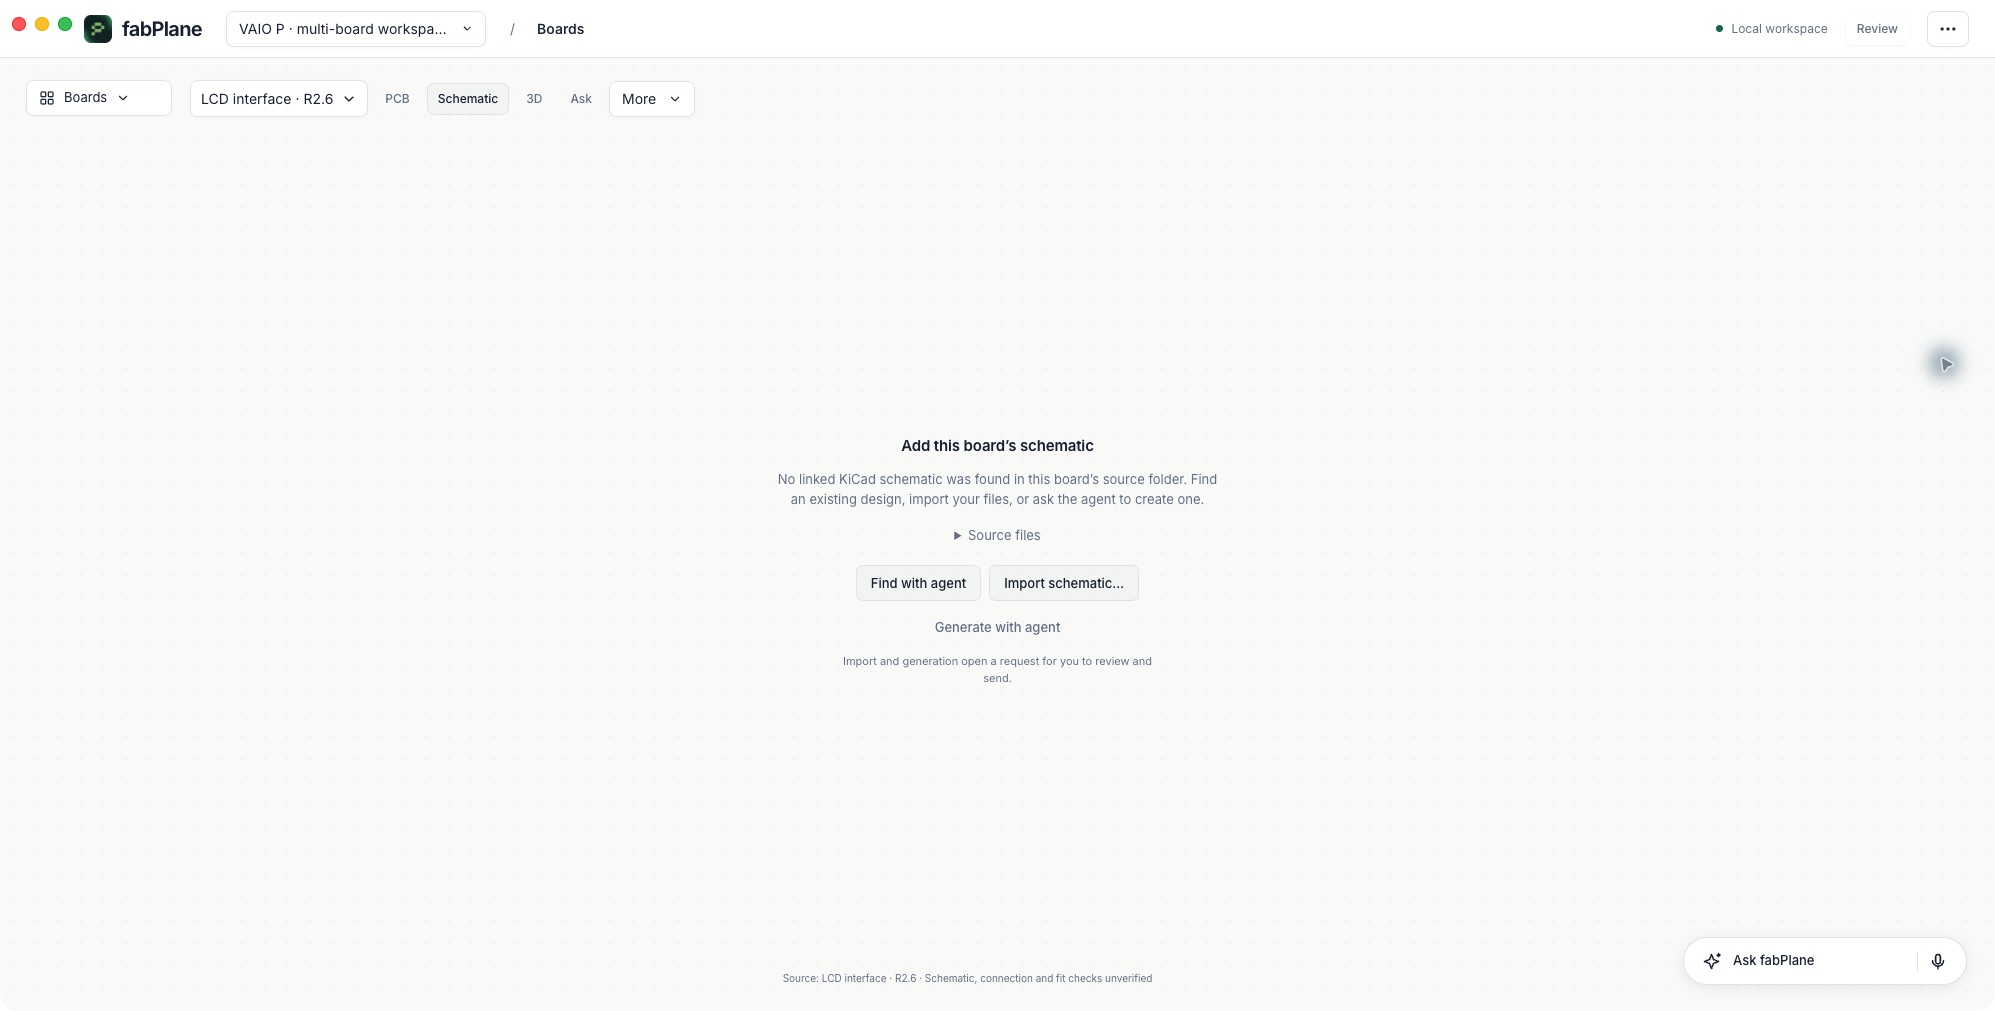 fabPlane
VAIO P · multi-board workspa...
/
Boards
Local workspace
Review
Boards
LCD interface · R2.6
PCB
Schematic
3D
Ask
More
Add this board’s schematic
No linked KiCad schematic was found in this board’s source folder. Find
an existing design, import your files, or ask the agent to create one.
Source files
Find with agent
Import schematic...
Generate with agent
Import and generation open a request for you to review and
send.
Source: LCD interface · R2.6 · Schematic, connection and fit checks unverified
Ask fabPlane